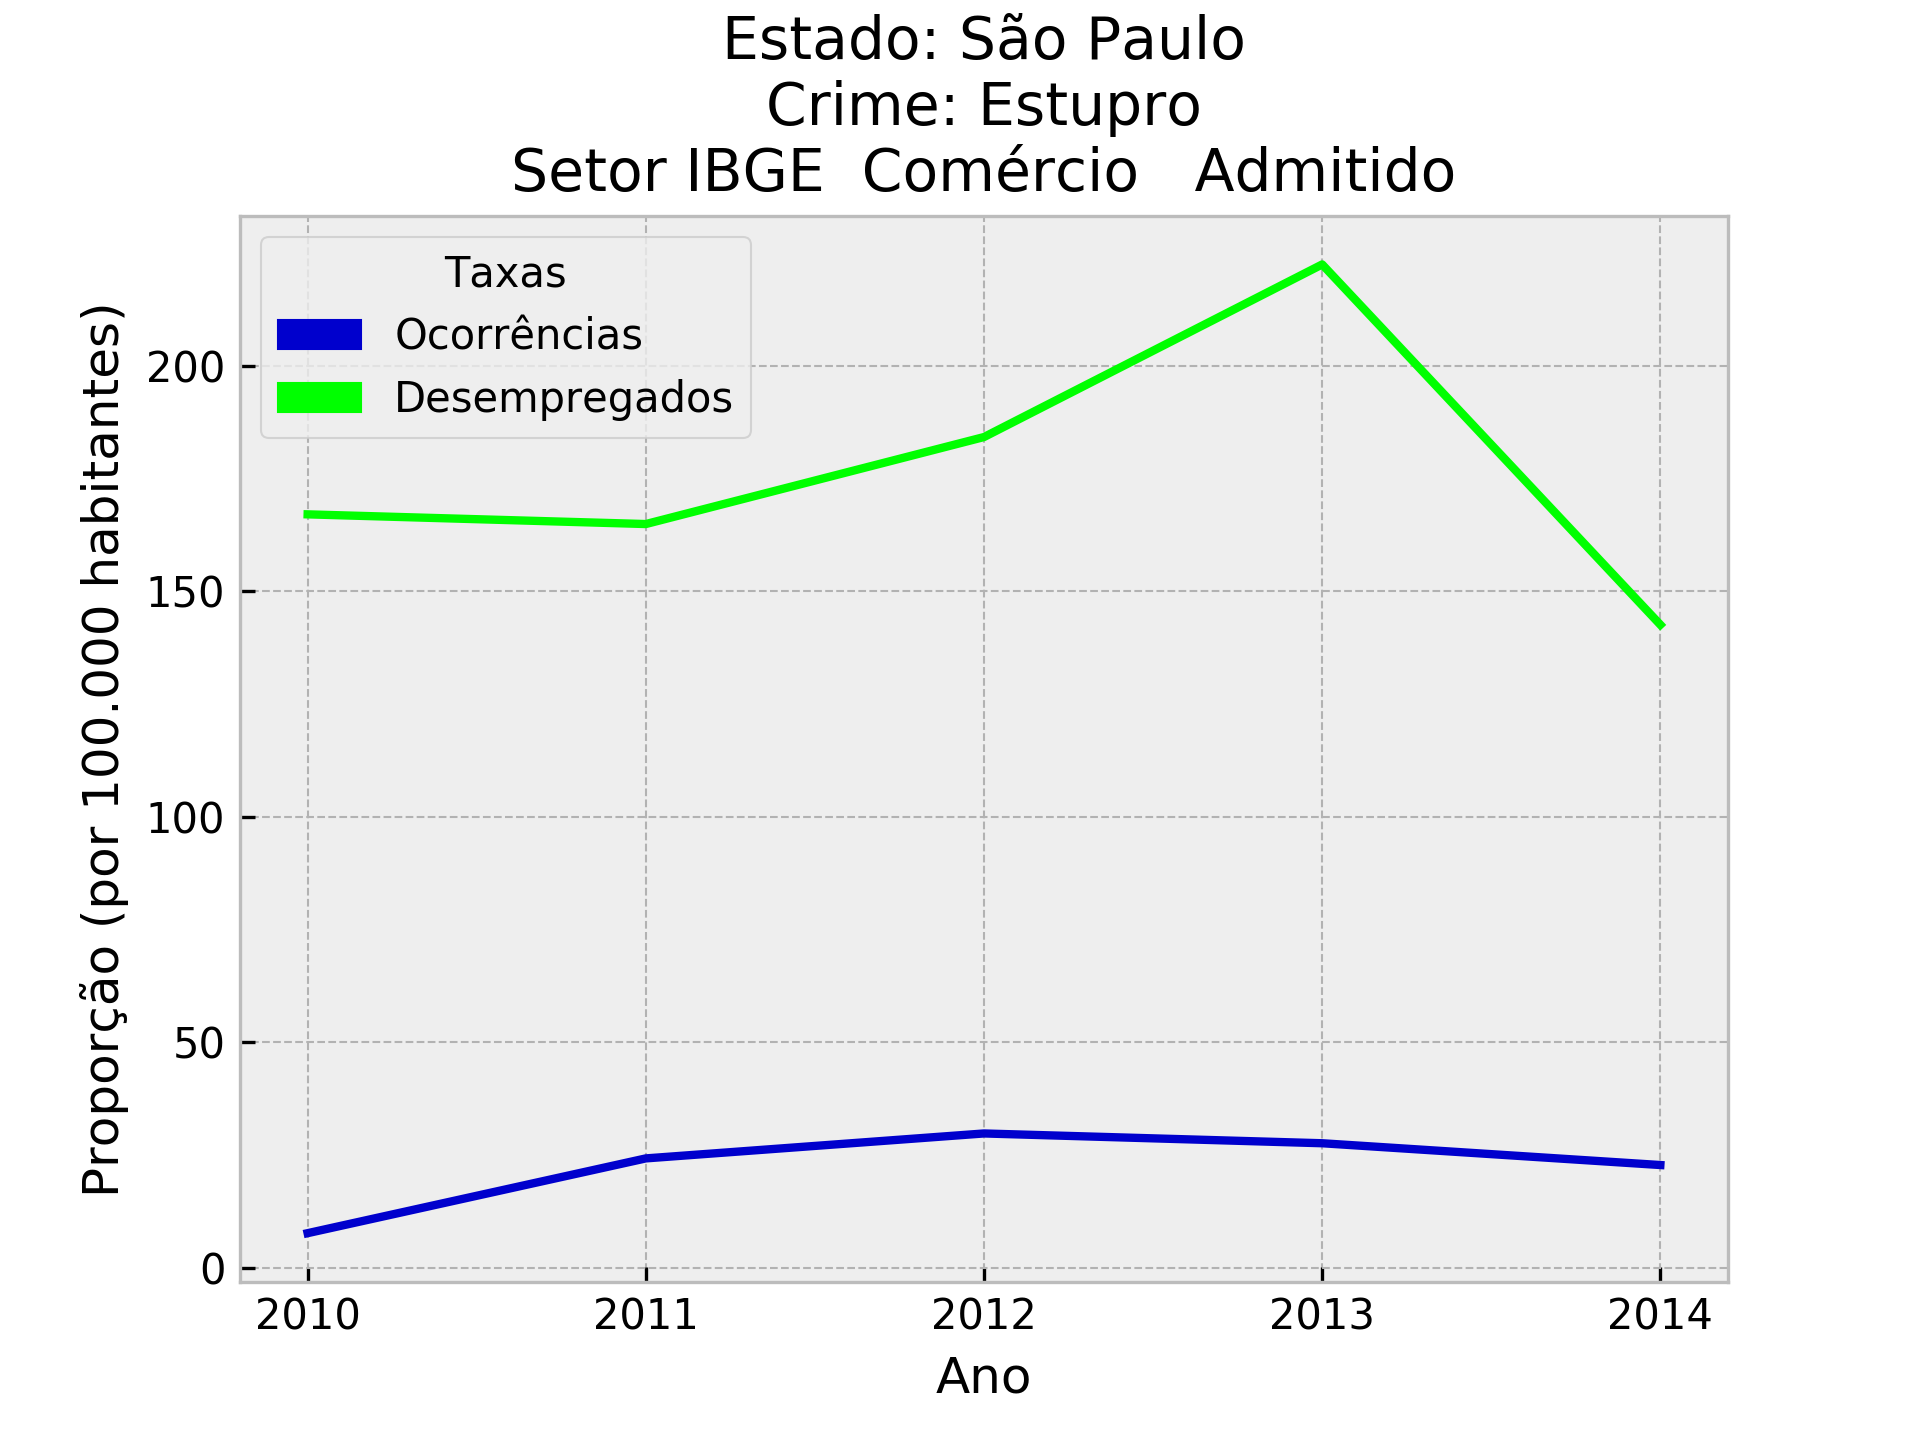 Estado: São Paulo
Crime: Estupro
Setor IBGE  Comércio   Admitido
Taxas
Ocorrências
Desempregados
Proporção (por 100.000 habitantes)
200
150
100
50
0
2010 2011 2012 2013 2014
Ano